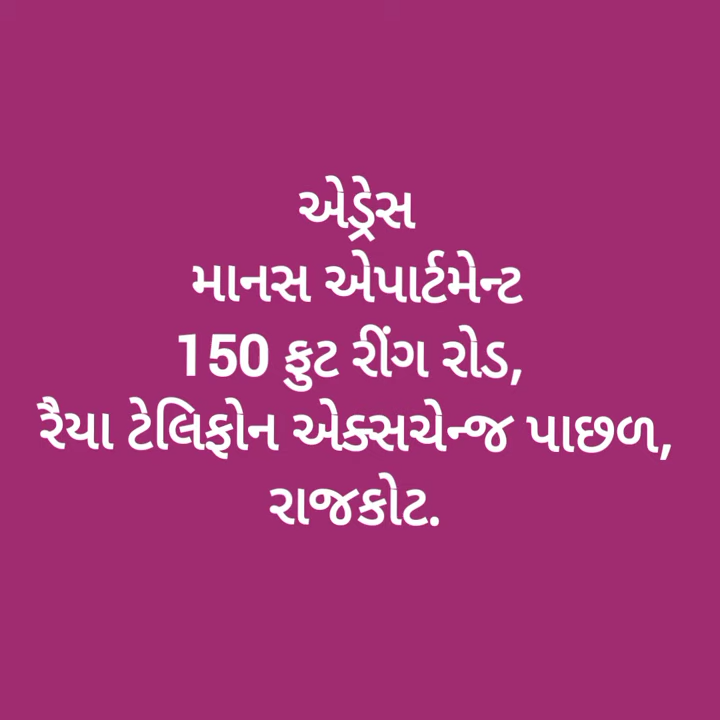 એડ્રેસ
માનસ એપાર્ટમેન્ટ
150 ફુટ રીંગ રોડ,
રૈયા ટેલિફોન એક્સચેન્જ પાછળ,
રાજકોટ.